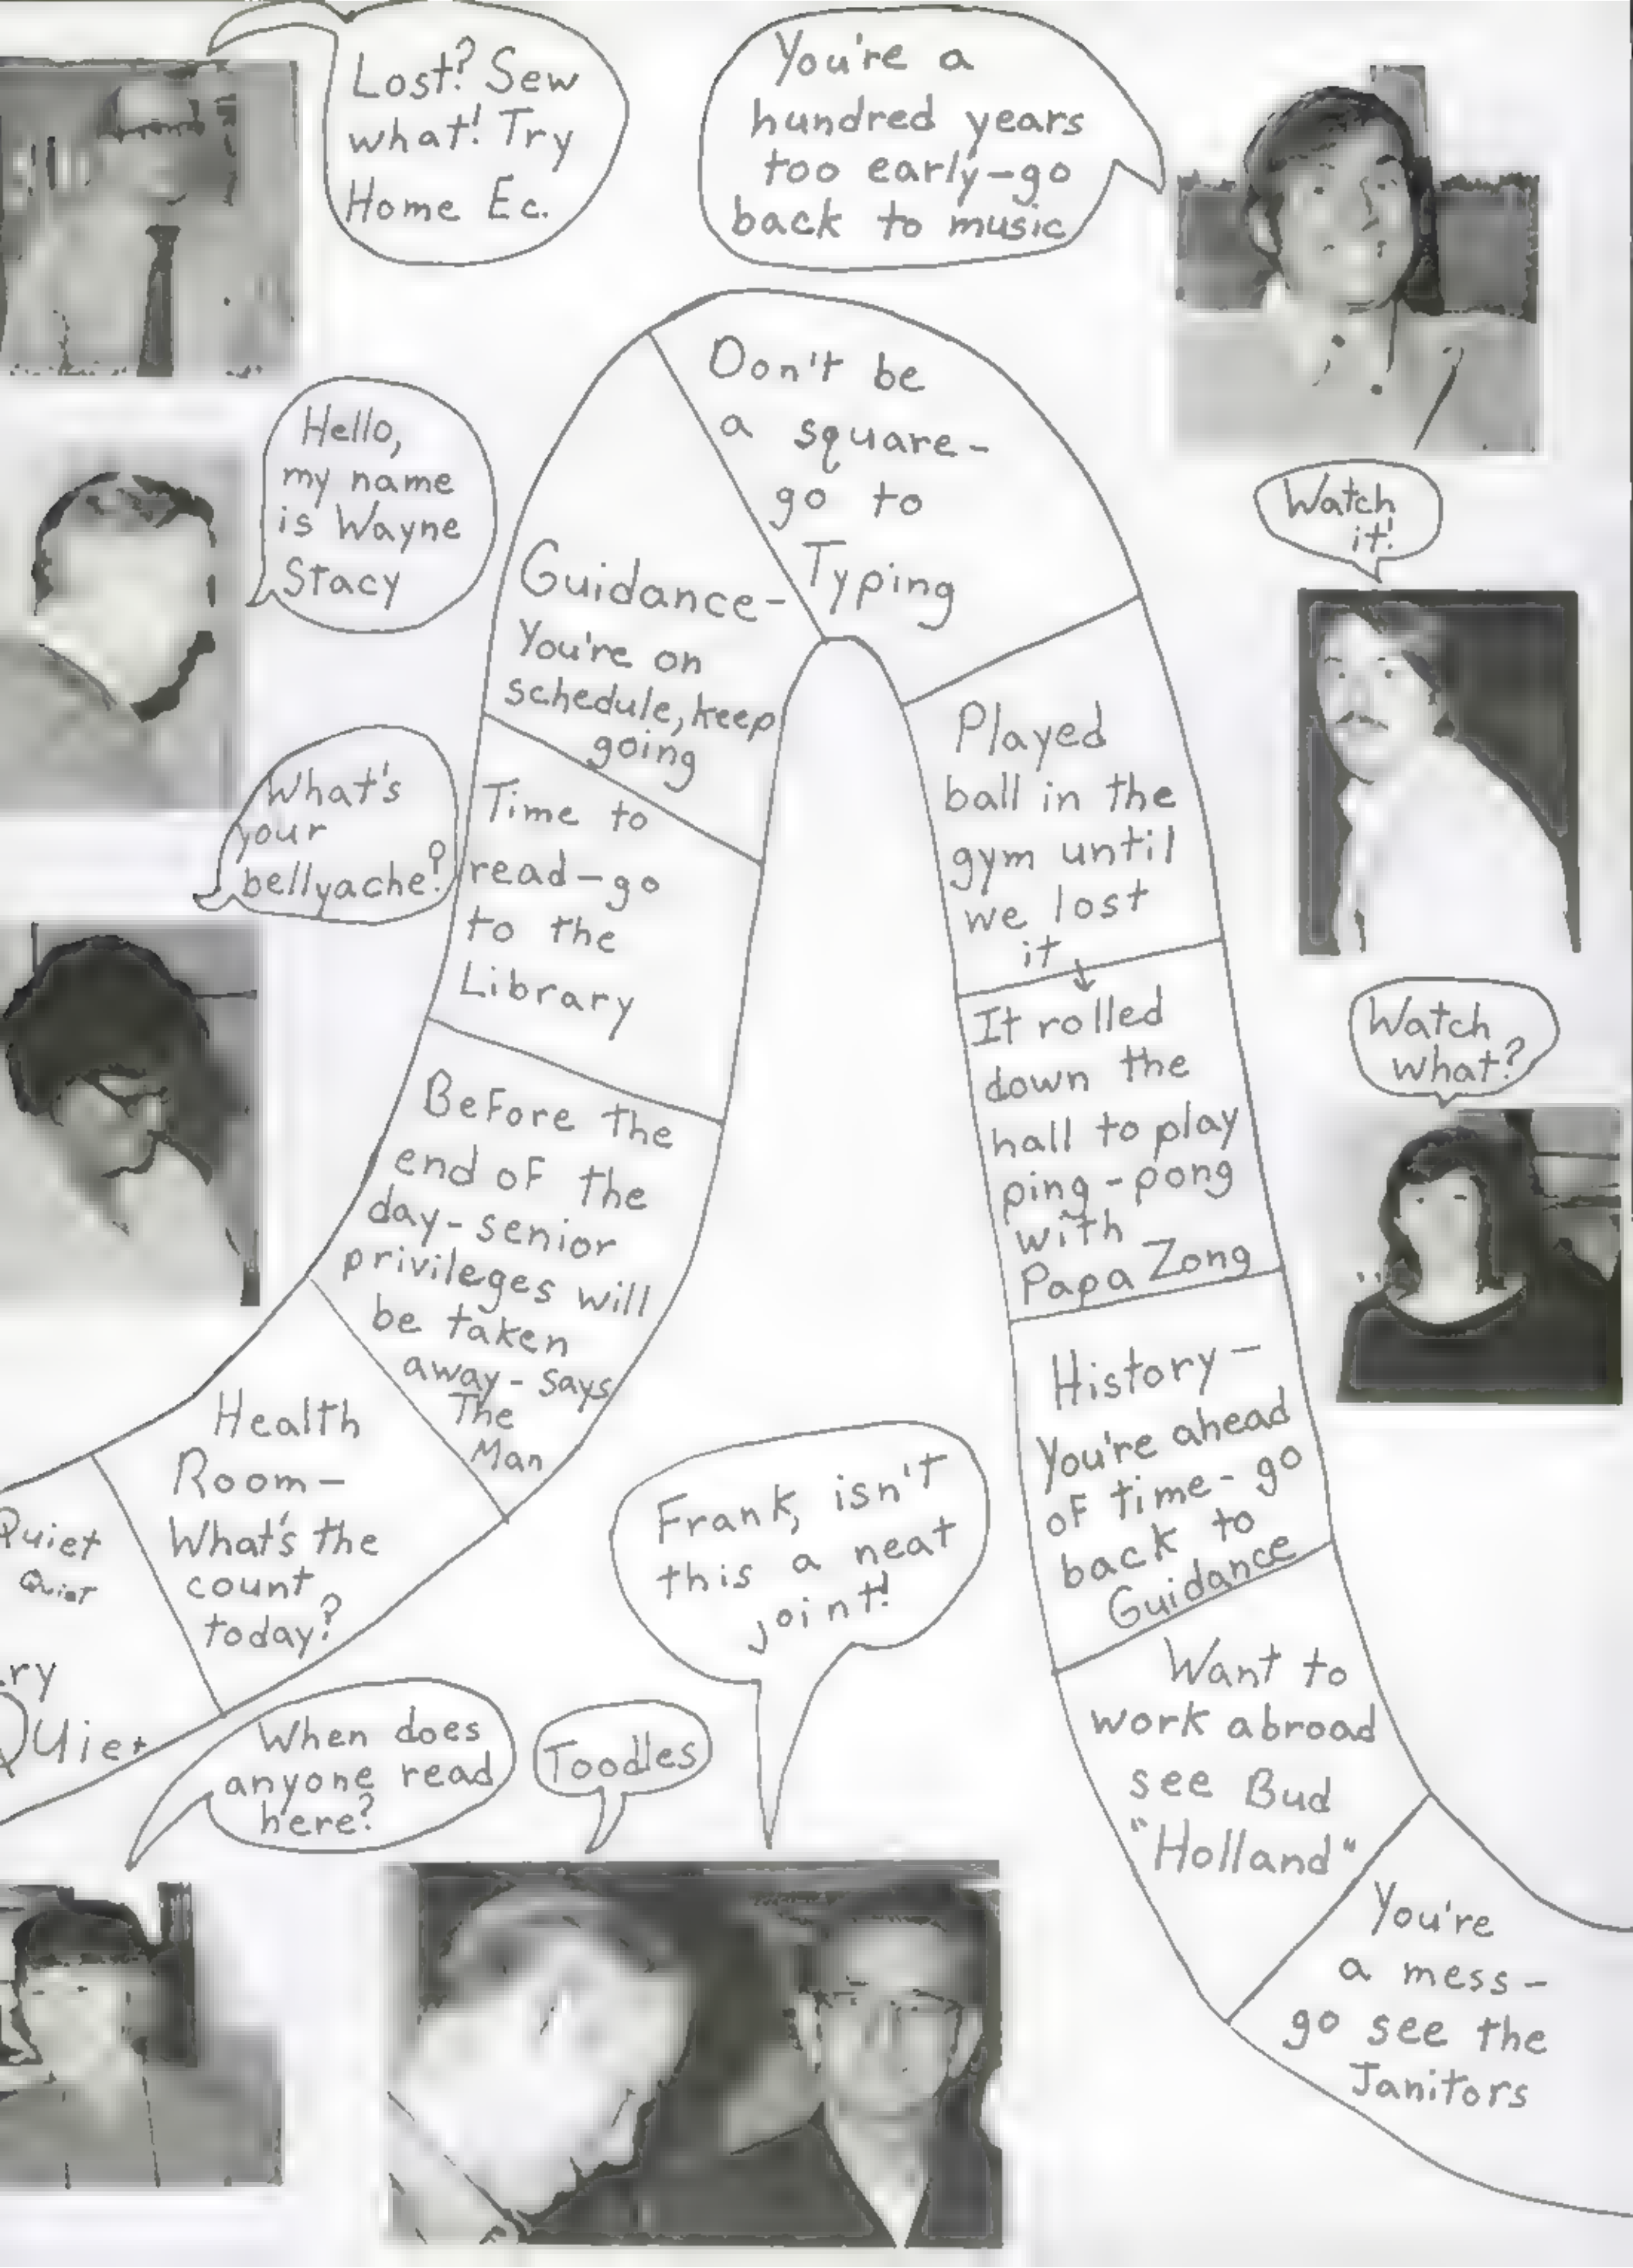 Lost? Sew
what! Try
Home Ec.
You're a
hundred years
too early-go
back to music
Hello,
my name
is Wayne
Stacy
What's
your
bellyache?
Watch
it!
Watch
what?
Quiet
Quiet
ry
Quiet
Health
Room-
What's the
count
today?
Before the
end of the
day-senior
privileges will
be taken
away-says
The
Man
Time to
read-go
to the
Library
Guidance-
You're on
schedule, keep
going
Don't be
a square-
go to
Typing
Played
ball in the
gym until
we lost
it
It rolled
down the
hall to play
ping-pong
with
Papa Zong
History-
You're ahead
of time-go
back to
Guidance
Want to
work abroad
see Bud
"Holland"
You're
a mess-
go see the
Janitors
When does
anyone read
here?
Toodles
Frank, isn't
this a neat
joint!